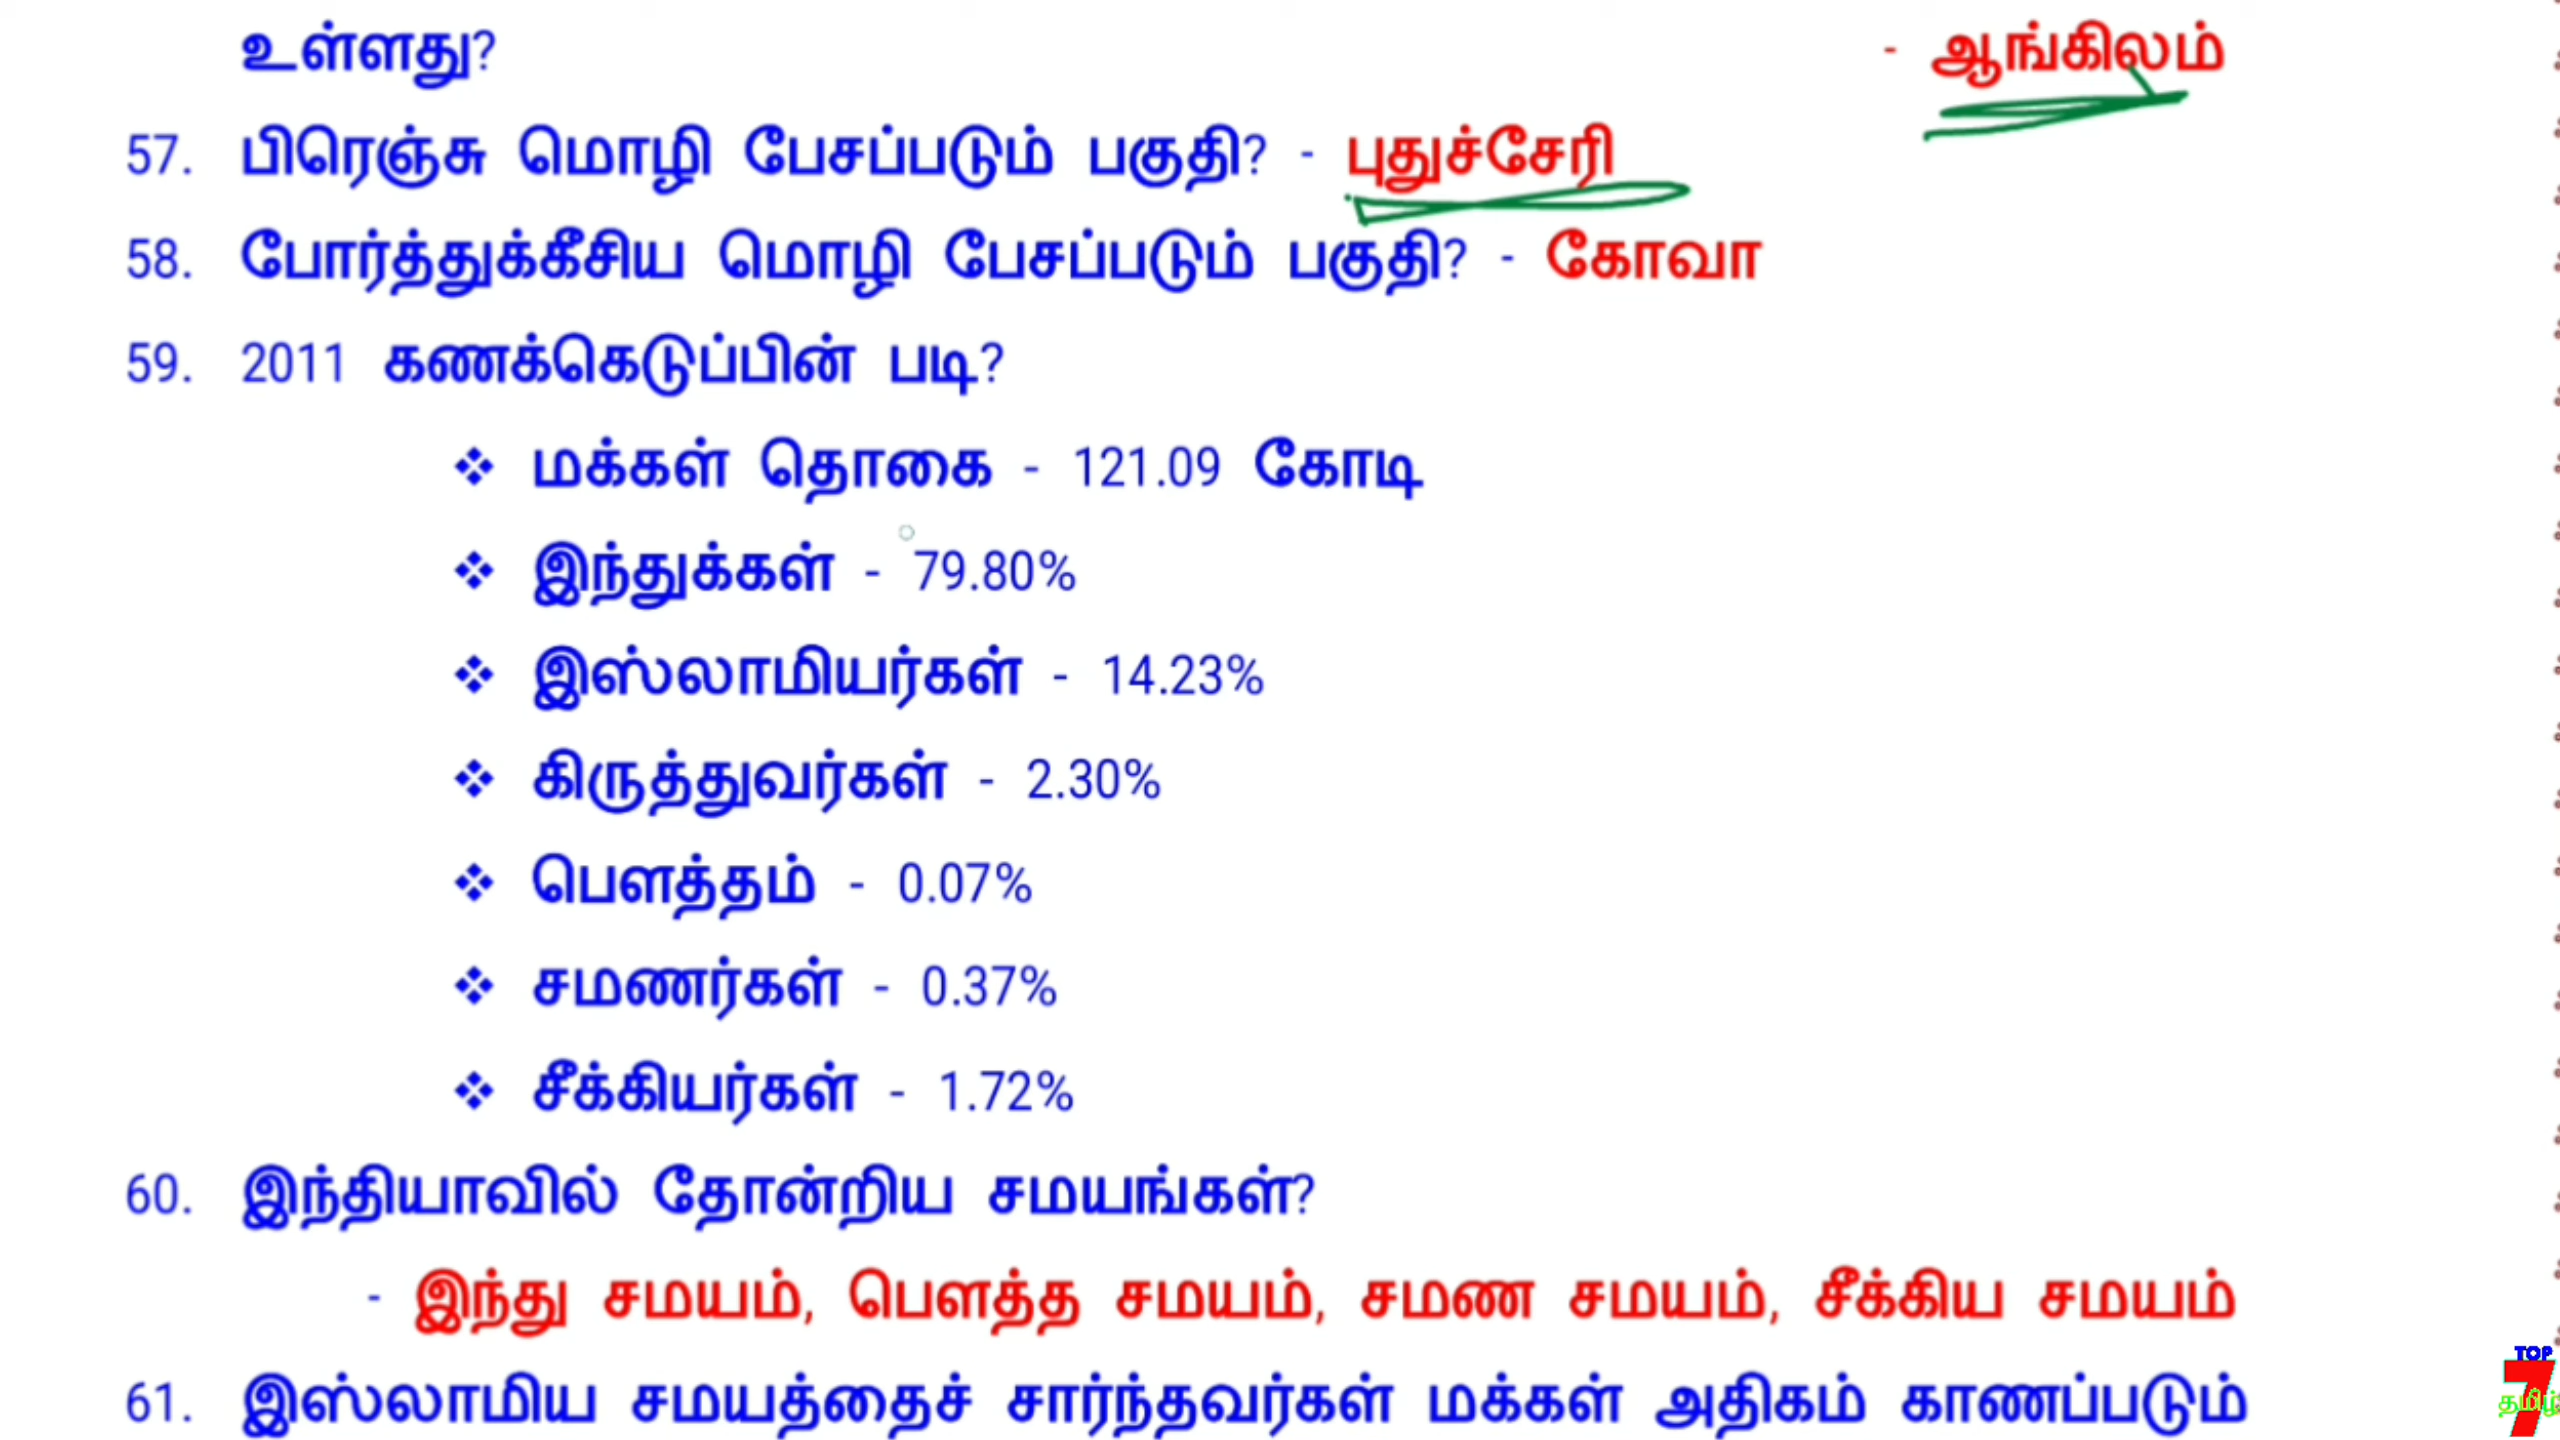 உள்ளது? - ஆங்கிலம்
57. பிரெஞ்சு மொழி பேசப்படும் பகுதி? - புதுச்சேரி
58. போர்த்துக்கீசிய மொழி பேசப்படும் பகுதி? - கோவா
59. 2011 கணக்கெடுப்பின் படி?
❖ மக்கள் தொகை - 121.09 கோடி
❖ இந்துக்கள் - 79.80%
❖ இஸ்லாமியர்கள் - 14.23%
❖ கிருத்துவர்கள் - 2.30%
❖ பௌத்தம் - 0.07%
❖ சமணர்கள் - 0.37%
❖ சீக்கியர்கள் - 1.72%
60. இந்தியாவில் தோன்றிய சமயங்கள்?
- இந்து சமயம், பௌத்த சமயம், சமண சமயம், சீக்கிய சமயம்
61. இஸ்லாமிய சமயத்தைச் சார்ந்தவர்கள் மக்கள் அதிகம் காணப்படும்
TOP
7
தமிழ்